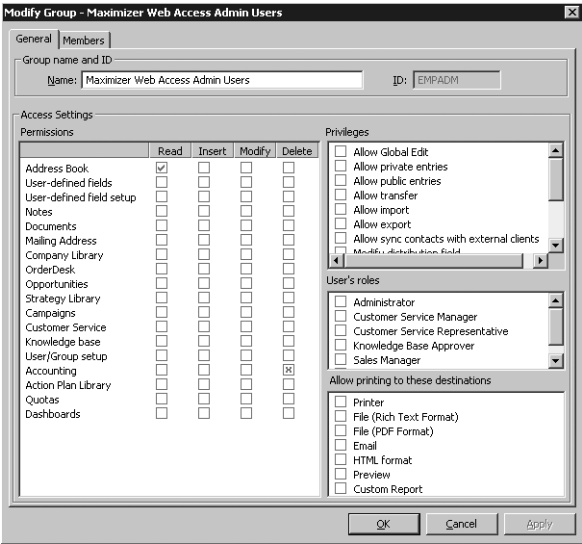 Modify Group - Maximizer Web Access Admin Users
General Members
Group name and ID
Name: Maximizer Web Access Admin Users ID: EMPADM
Access Settings
Permissions
Read Insert Modify Delete
Address Book
User-defined fields
User-defined field setup
Notes
Documents
Mailing Address
Company Library
OrderDesk
Opportunities
Strategy Library
Campaigns
Customer Service
Knowledge base
User/Group setup
Accounting
Action Plan Library
Quotas
Dashboards
Privileges
Allow Global Edit
Allow private entries
Allow public entries
Allow transfer
Allow import
Allow export
Allow sync contacts with external clients
Modify distribution field
User's roles
Administrator
Customer Service Manager
Customer Service Representative
Knowledge Base Approver
Sales Manager
Allow printing to these destinations
Printer
File (Rich Text Format)
File (PDF Format)
Email
HTML format
Preview
Custom Report
OK Cancel Apply